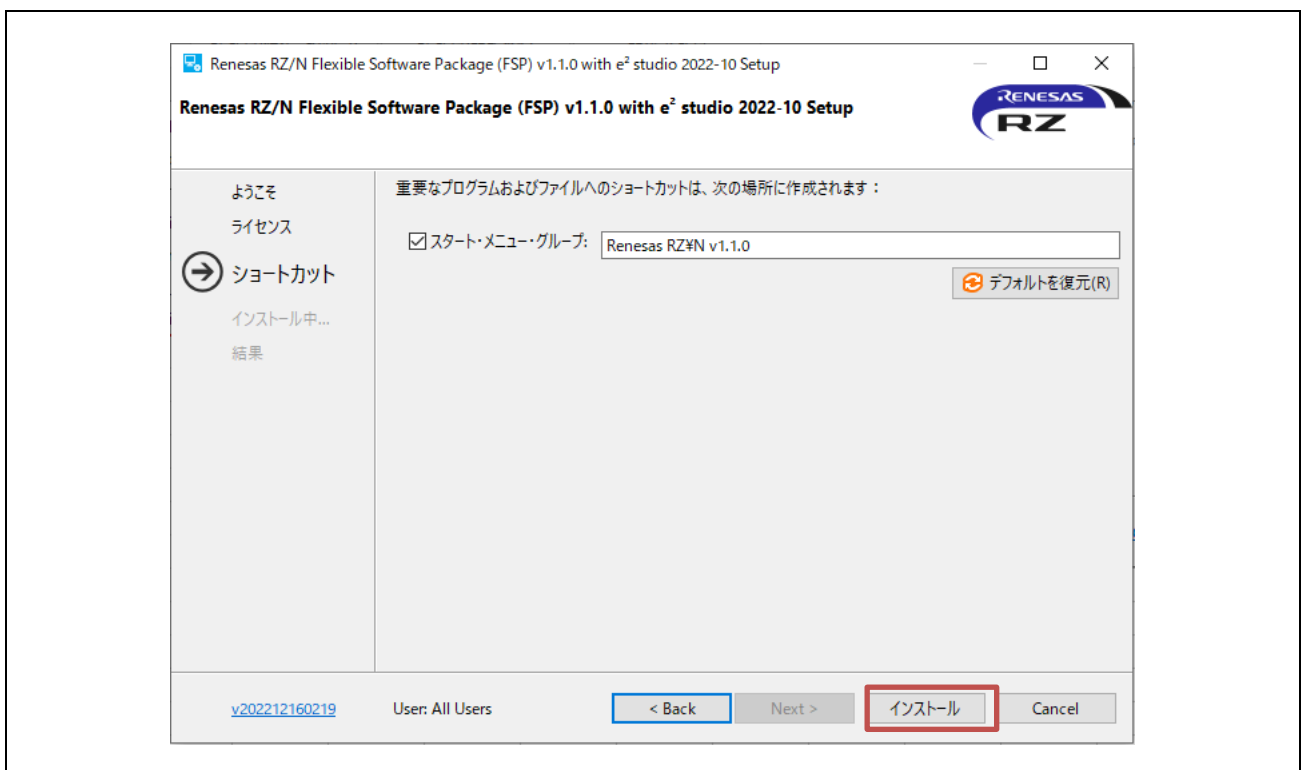 Renesas RZ/N Flexible Software Package (FSP) v1.1.0 with e² studio 2022-10 Setup
Renesas RZ/N Flexible Software Package (FSP) v1.1.0 with e² studio 2022-10 Setup
RENESAS
RZ
ようこそ
ライセンス
ショートカット
インストール中...
結果
重要なプログラムおよびファイルへのショートカットは、次の場所に作成されます：
スタート・メニュー・グループ: Renesas RZ¥N v1.1.0
デフォルトを復元(R)
v202212160219 User: All Users < Back Next > インストール Cancel